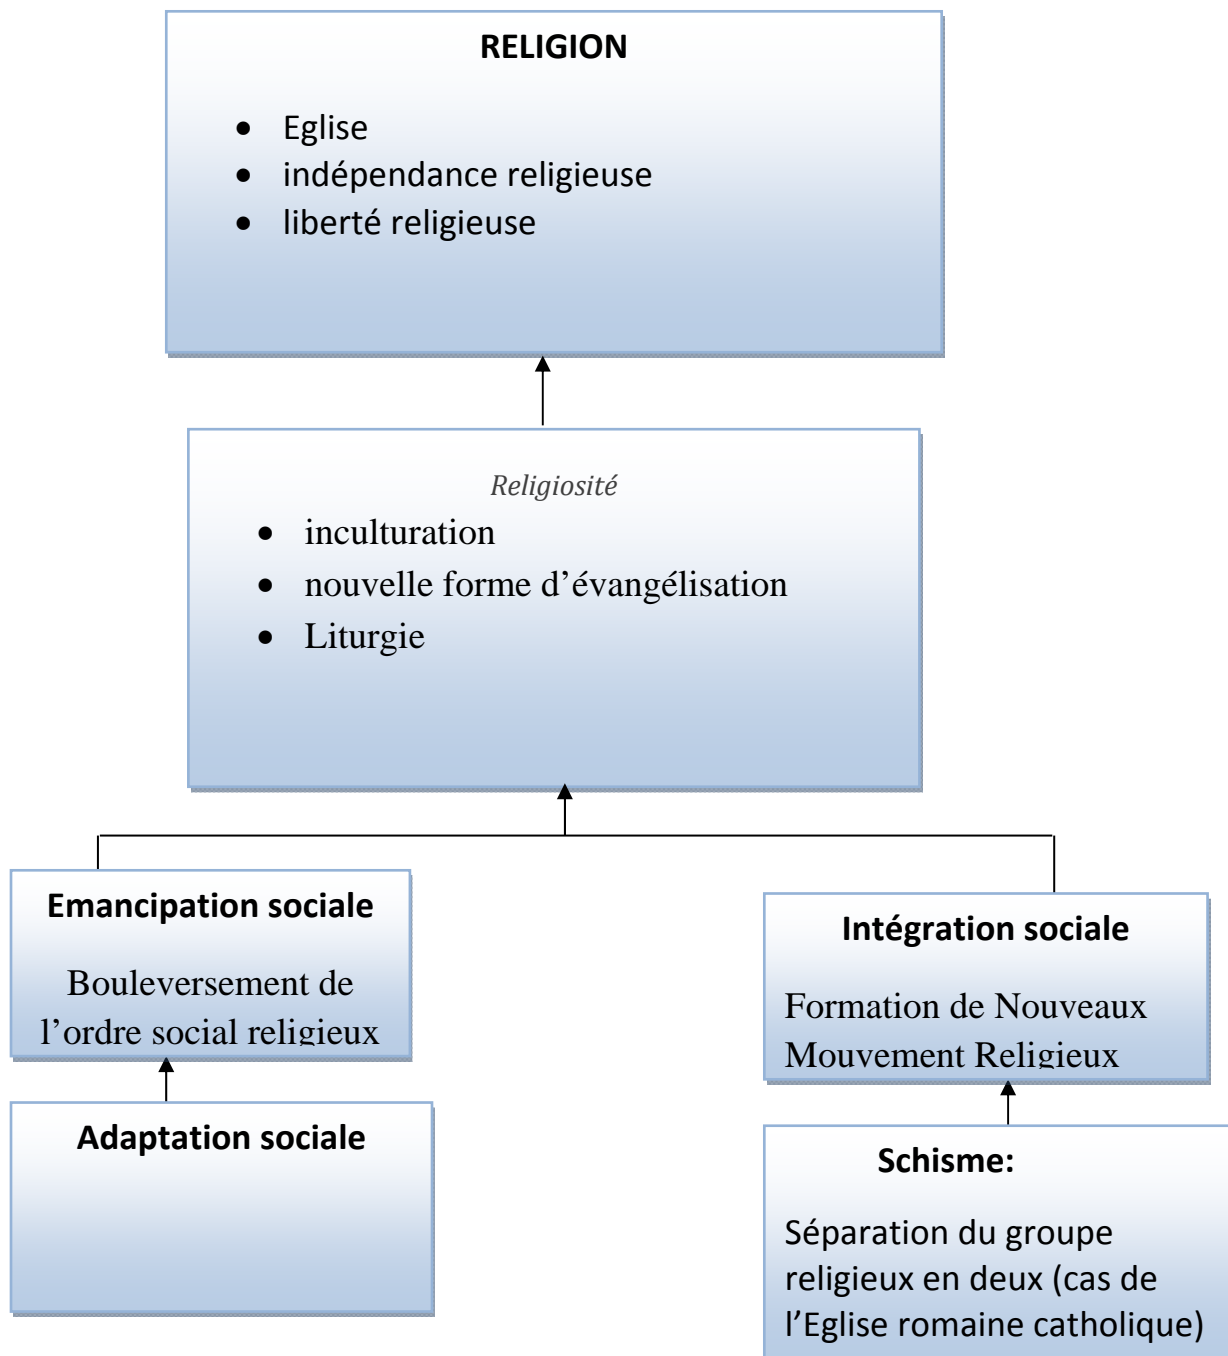 RELIGION
• Eglise
• indépendance religieuse
• liberté religieuse
Religiosité
• inculturation
• nouvelle forme d’évangélisation
• Liturgie
Emancipation sociale
Bouleversement de
l’ordre social religieux
Intégration sociale
Formation de Nouveaux
Mouvement Religieux
Adaptation sociale
Schisme:
Séparation du groupe
religieux en deux (cas de
l’Eglise romaine catholique)